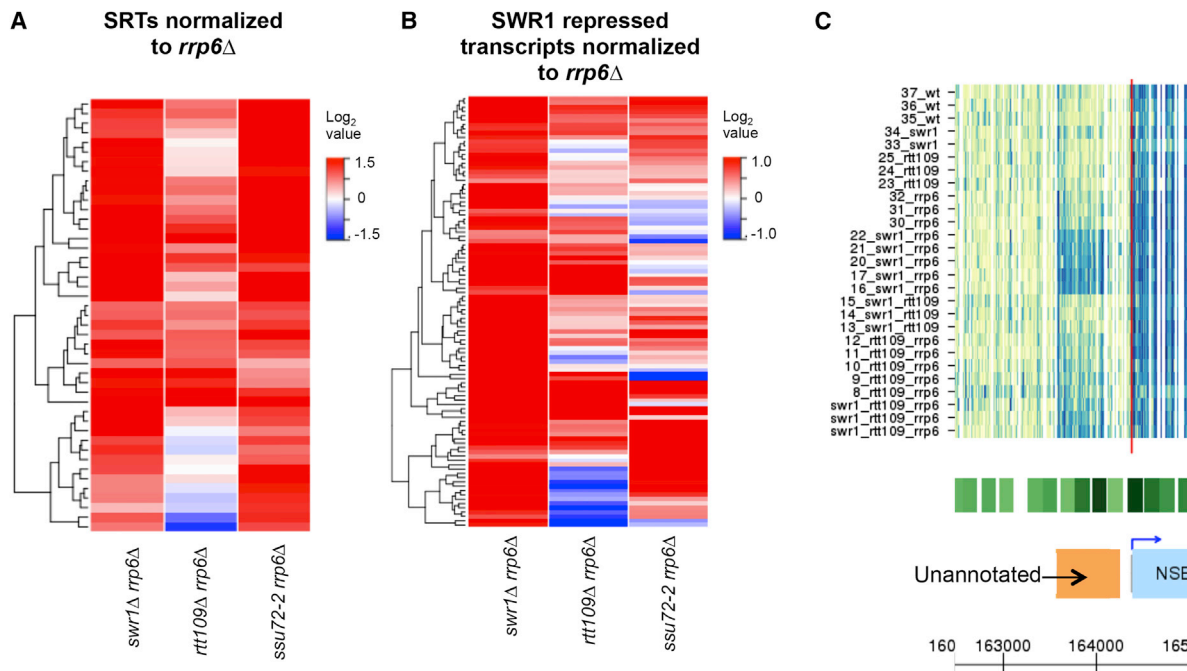 A
SRTs normalized
to rrp6Δ
Log2
value
1.5
0
-1.5
swr1Δ rrp6Δ
rtt109Δ rrp6Δ
ssu72-2 rrp6Δ
B
SWR1 repressed
transcripts normalized
to rrp6Δ
Log2
value
1.0
0
-1.0
swr1Δ rrp6Δ
rtt109Δ rrp6Δ
ssu72-2 rrp6Δ
C
37_wt
36_wt
35_wt
34_swr1
33_swr1
25_rtt109
24_rtt109
23_rtt109
32_rrp6
31_rrp6
30_rrp6
22_swr1_rrp6
21_swr1_rrp6
20_swr1_rrp6
17_swr1_rrp6
16_swr1_rrp6
15_swr1_rtt109
14_swr1_rtt109
13_swr1_rtt109
12_rtt109_rrp6
11_rtt109_rrp6
10_rtt109_rrp6
9_rtt109_rrp6
8_rtt109_rrp6
swr1_rtt109_rrp6
swr1_rtt109_rrp6
swr1_rtt109_rrp6
Unannotated
NSE
160 163000 164000 165